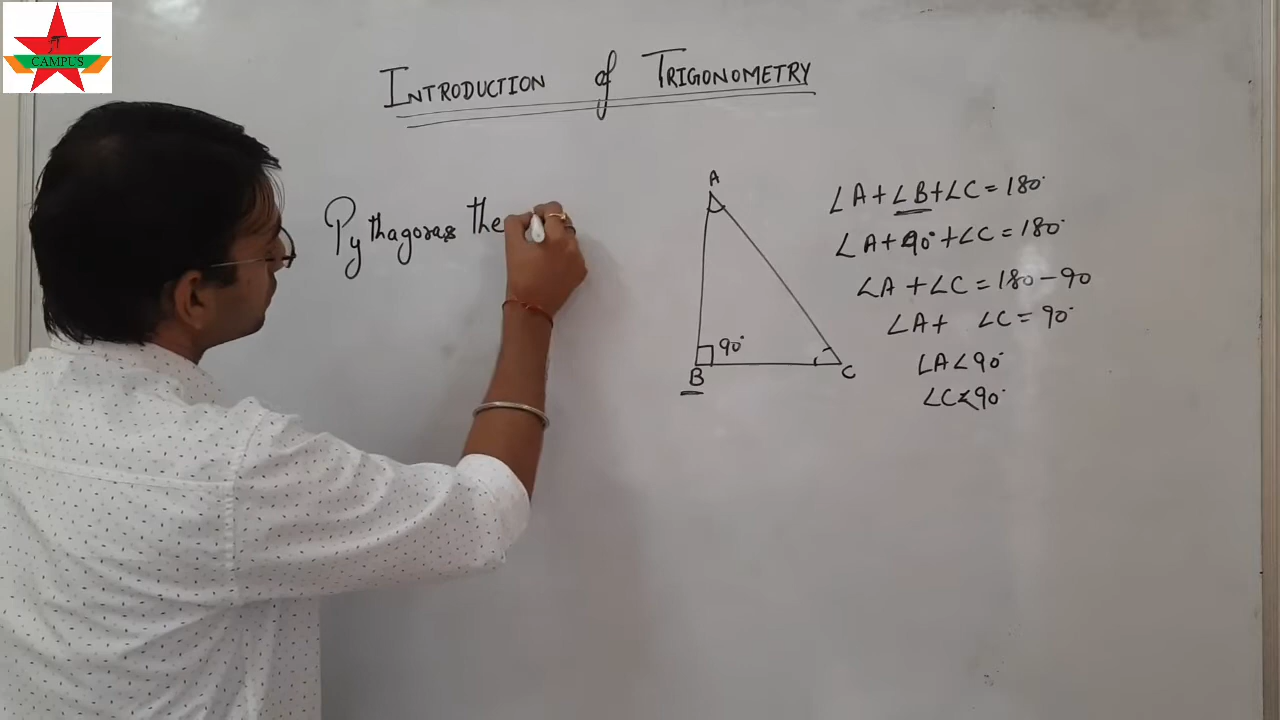 CAMPUS
INTRODUCTION of TRIGONOMETRY
Pythagoras the
A
B
C
90°
∠A+∠B+∠C=180°
∠A+90°+∠C=180°
∠A+∠C=180-90
∠A+ ∠C=90°
∠A<90°
∠C<90°